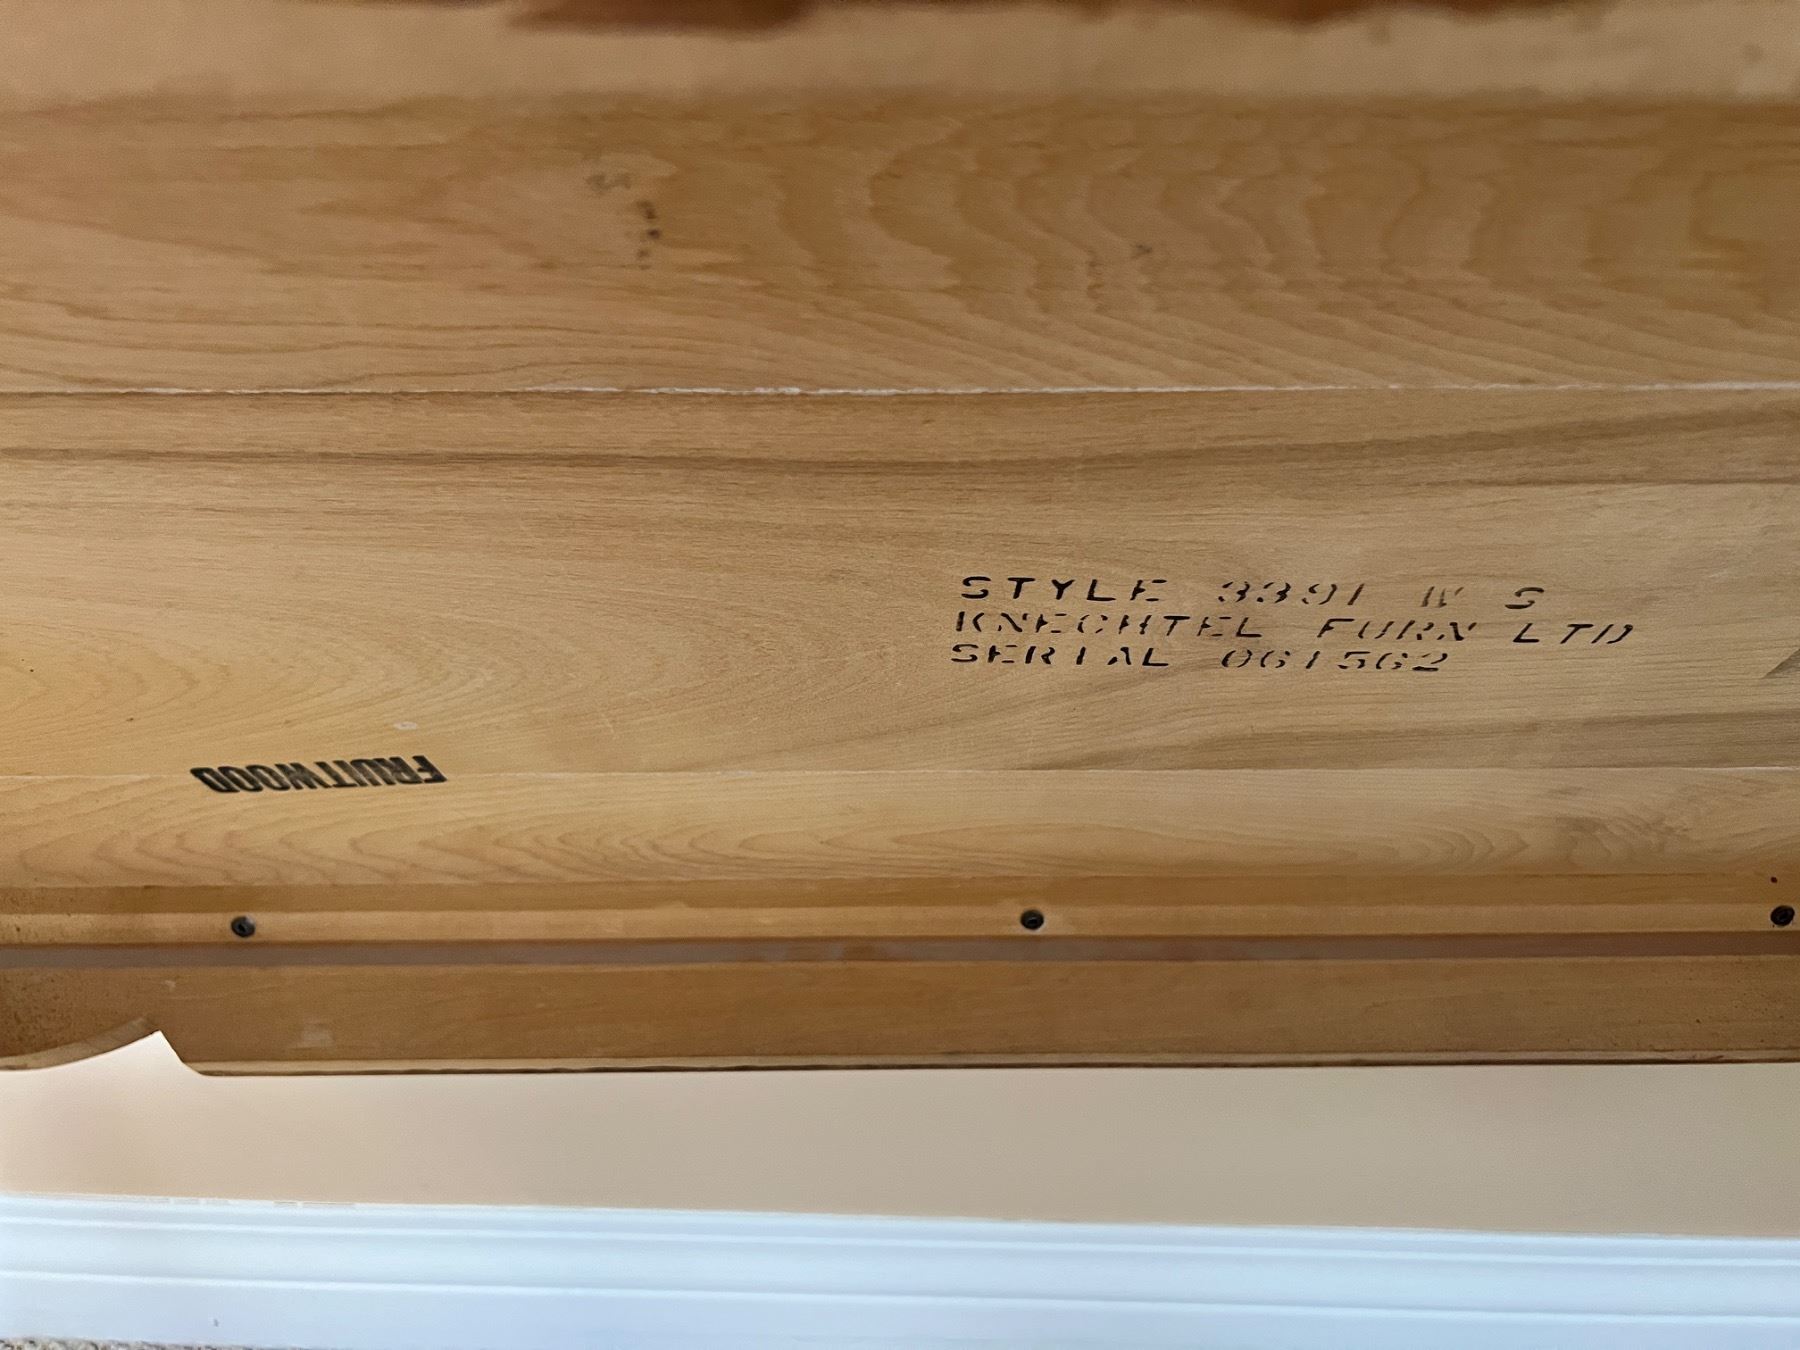 STYLE 3391 W S
KNECHTEL FURN LTD
SERIAL 061562
FRUITWOOD